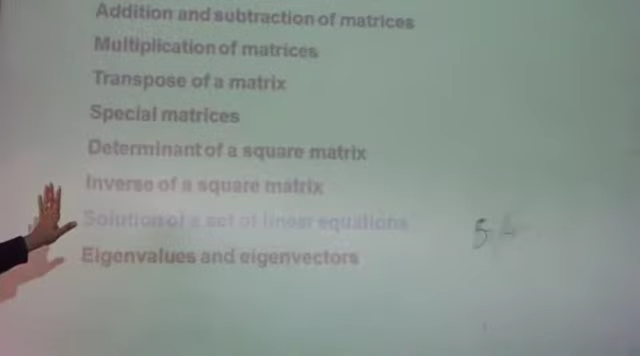 Addition and subtraction of matrices
Multiplication of matrices
Transpose of a matrix
Special matrices
Determinant of a square matrix
Inverse of a square matrix
Solution of a set of linear equations
Eigenvalues and eigenvectors